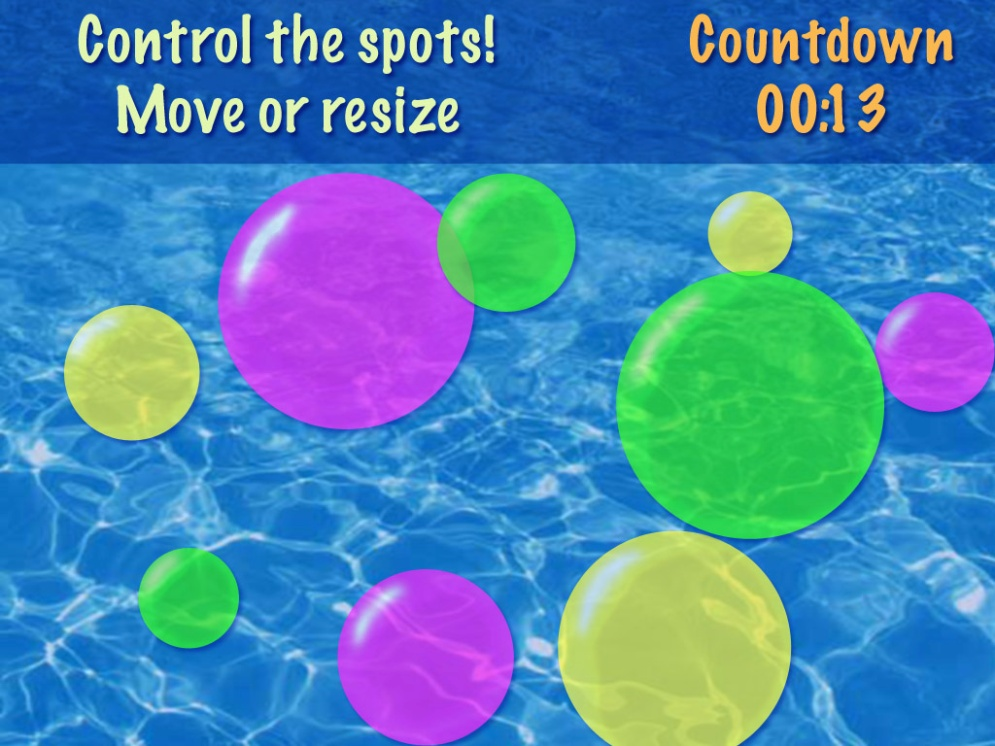 Control the spots!
Move or resize
Countdown
00:13